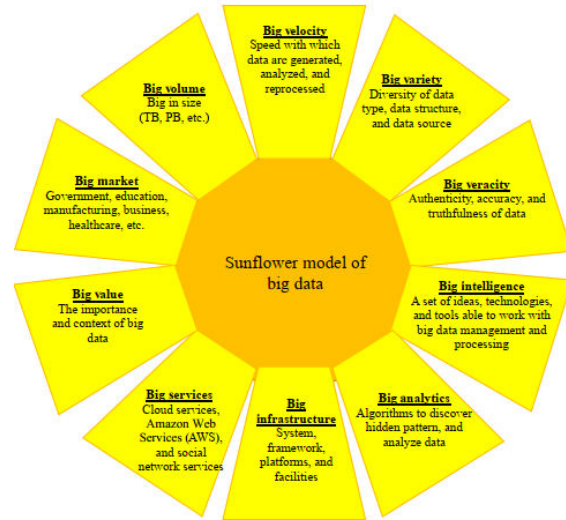 Big velocity
Speed with which
data are generated,
analyzed, and
reprocessed
Big variety
Diversity of data
type, data structure,
and data source
Big veracity
Authenticity, accuracy, and
truthfulness of data
Big intelligence
A set of ideas, technologies,
and tools able to work with
big data management and
processing
Big analytics
Algorithms to discover
hidden pattern, and
analyze data
Big
infrastructure
System,
framework,
platforms, and
facilities
Big services
Cloud services,
Amazon Web
Services (AWS),
and social
network services
Big value
The importance
and context of big
data
Big market
Government, education,
manufacturing, business,
healthcare, etc.
Big volume
Big in size
(TB, PB, etc.)
Sunflower model of
big data